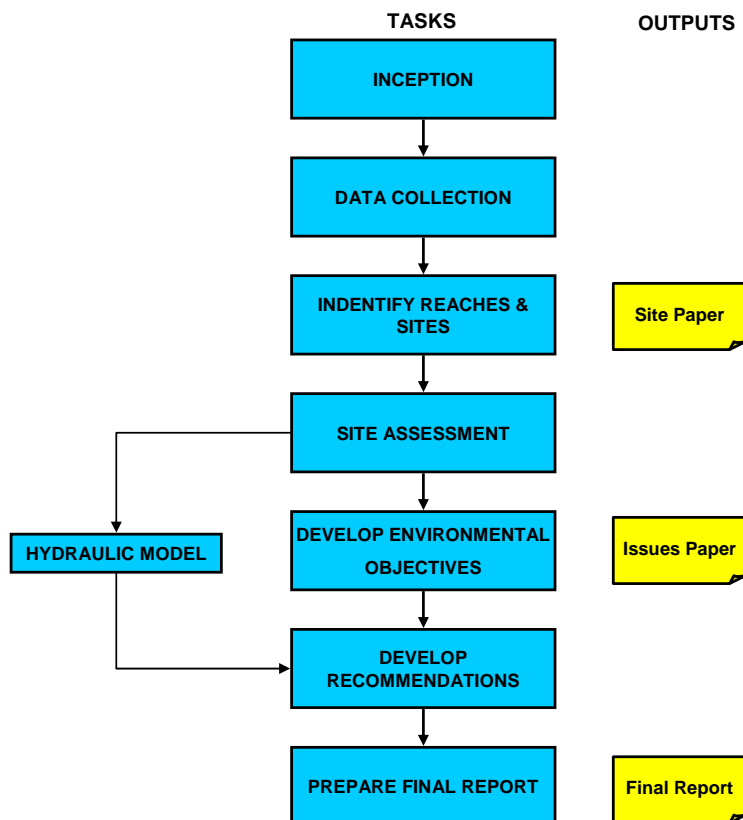 TASKS
OUTPUTS
INCEPTION
DATA COLLECTION
INDENTIFY REACHES &
SITES
Site Paper
SITE ASSESSMENT
HYDRAULIC MODEL
DEVELOP ENVIRONMENTAL
OBJECTIVES
Issues Paper
DEVELOP
RECOMMENDATIONS
PREPARE FINAL REPORT
Final Report